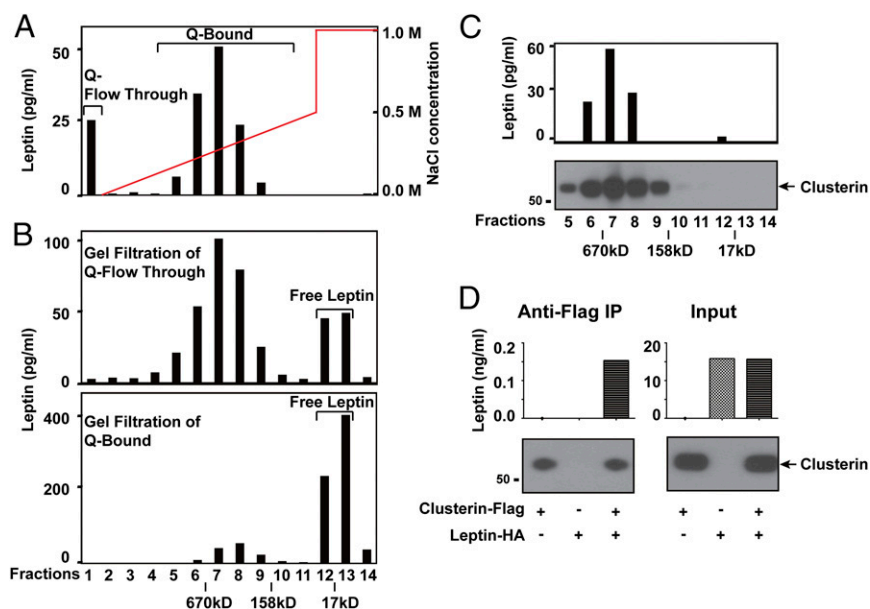 A
Q-Bound
Q-
Flow Through
Leptin (pg/ml)
50
25
0
1.0 M
0.5 M
0.0 M
NaCl concentration
B
Gel Filtration of
Q-Flow Through
Free Leptin
Leptin (pg/ml)
100
50
0
Gel Filtration of
Q-Bound
Free Leptin
400
200
0
Fractions 1 2 3 4 5 6 7 8 9 10 11 12 13 14
670kD 158kD 17kD
C
Leptin (pg/ml)
60
30
0
Clusterin
50
Fractions 5 6 7 8 9 10 11 12 13 14
670kD 158kD 17kD
D
Anti-Flag IP Input
Leptin (ng/ml)
0.2
0.1
0.0
20
10
0
Clusterin
50
Clusterin-Flag + - + + - +
Leptin-HA - + + - + +